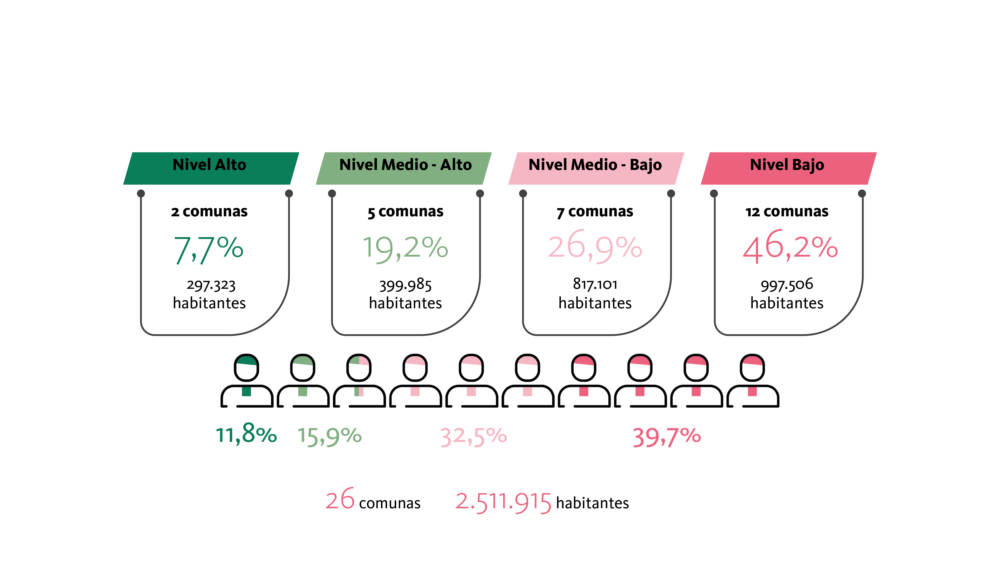 Nivel Alto
Nivel Medio - Alto
Nivel Medio - Bajo
Nivel Bajo
2 comunas
7,7%
297.323
habitantes
5 comunas
19,2%
399.985
habitantes
7 comunas
26,9%
817.101
habitantes
12 comunas
46,2%
997.506
habitantes
11,8%
15,9%
32,5%
39,7%
26 comunas
2.511.915 habitantes